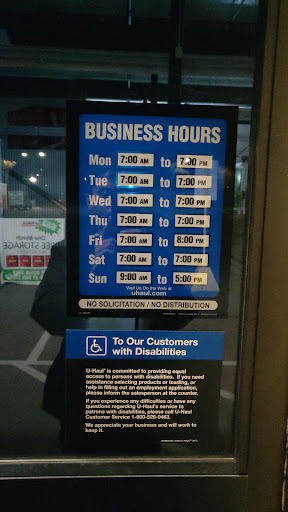 BUSINESS HOURS
Mon 7:00 AM to 7:00 PM
Tue 7:00 AM to 7:00 PM
Wed 7:00 AM to 7:00 PM
Thu 7:00 AM to 7:00 PM
Fri 7:00 AM to 8:00 PM
Sat 7:00 AM to 7:00 PM
Sun 9:00 AM to 5:00 PM
Visit Us On the Web at
uhaul.com
NO SOLICITATION / NO DISTRIBUTION
To Our Customers
with Disabilities
U-Haul® is committed to providing equal
access to persons with disabilities. If you need
assistance selecting products or loading, or
help in filling out an employment application,
please inform the salesperson at the counter.
If you experience any difficulties or have any
questions regarding U-Haul's service to
patrons with disabilities, please call U-Haul
Customer Service 1-800-528-0463.
We appreciate your business and will work to
keep it.